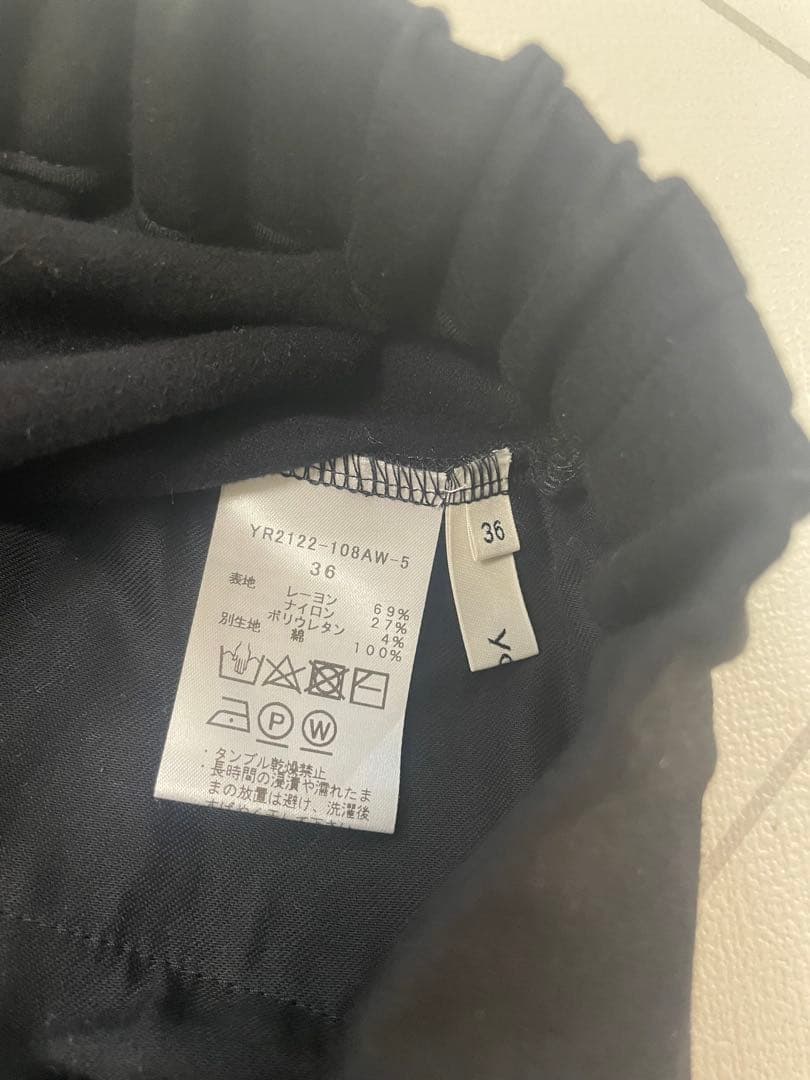 YR2122-108AW-5
36
表地 レーヨン 69%
ナイロン 27%
ポリウレタン 4%
別生地 綿 100%
P W
・タンブル乾燥禁止
・長時間の浸漬や濡れたま
まの放置は避け、洗濯後
36